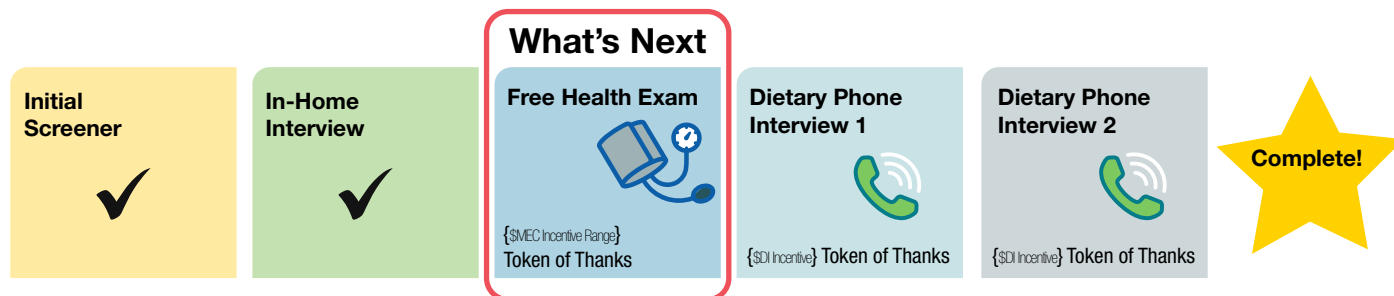 What's Next
Initial
Screener
In-Home
Interview
Free Health Exam
{$MEC Incentive Range}
Token of Thanks
Dietary Phone
Interview 1
{$DI Incentive} Token of Thanks
Dietary Phone
Interview 2
{$DI Incentive} Token of Thanks
Complete!